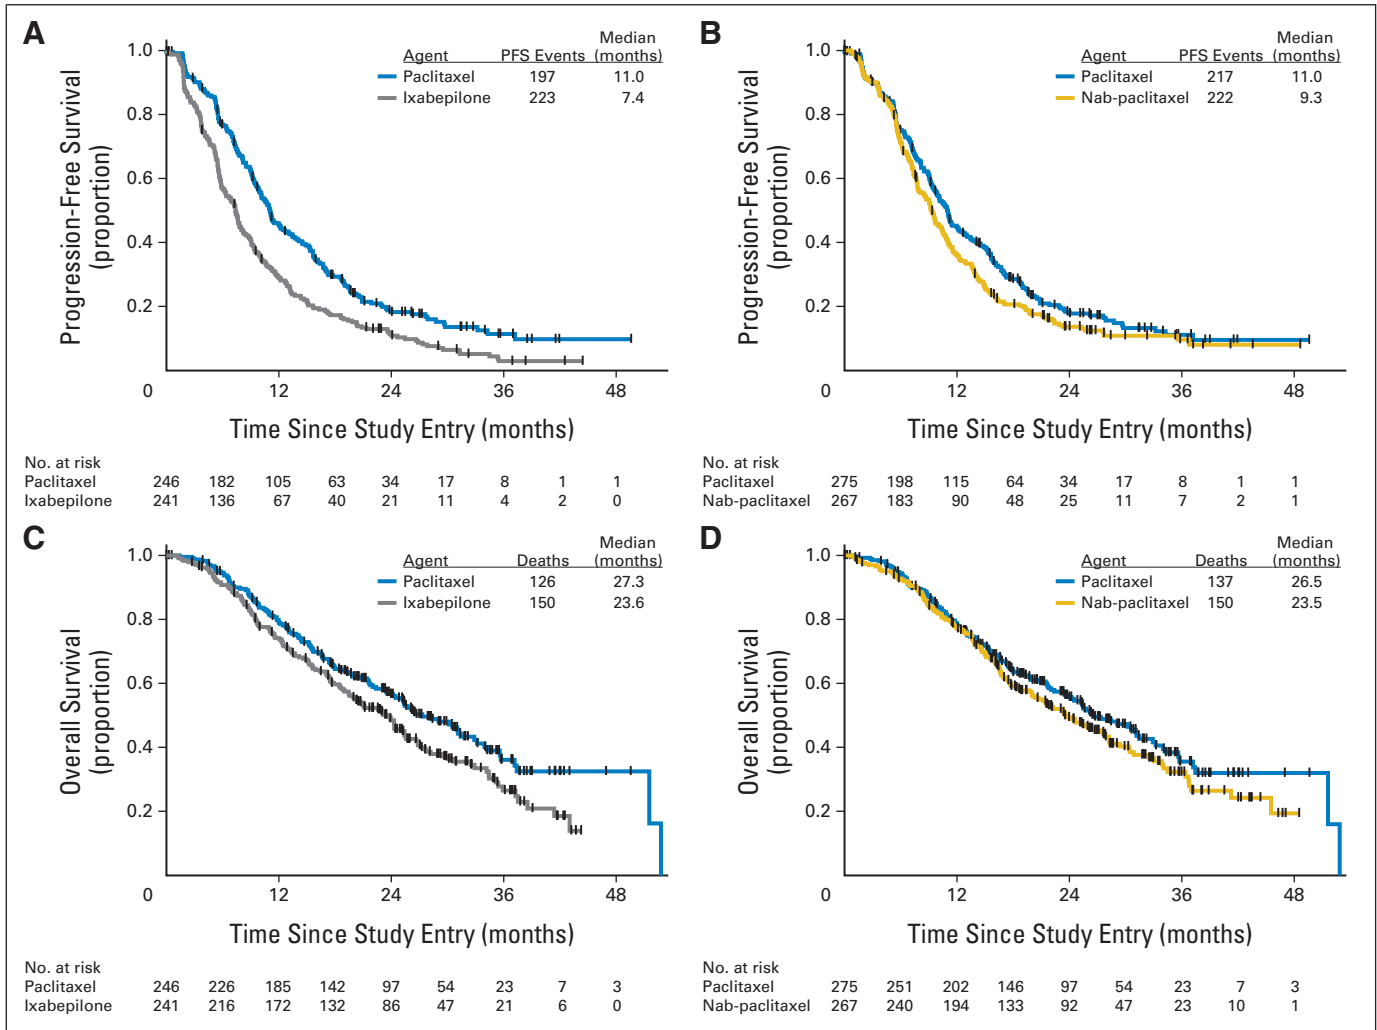 A
Median
Agent PFS Events (months)
Paclitaxel 197 11.0
Ixabepilone 223 7.4
Progression-Free Survival
(proportion)
1.0
0.8
0.6
0.4
0.2
0 12 24 36 48
Time Since Study Entry (months)
No. at risk
Paclitaxel 246 182 105 63 34 17 8 1 1
Ixabepilone 241 136 67 40 21 11 4 2 0
B
Median
Agent PFS Events (months)
Paclitaxel 217 11.0
Nab-paclitaxel 222 9.3
Progression-Free Survival
(proportion)
1.0
0.8
0.6
0.4
0.2
0 12 24 36 48
Time Since Study Entry (months)
No. at risk
Paclitaxel 275 198 115 64 34 17 8 1 1
Nab-paclitaxel 267 183 90 48 25 11 7 2 1
C
Median
Agent Deaths (months)
Paclitaxel 126 27.3
Ixabepilone 150 23.6
Overall Survival
(proportion)
1.0
0.8
0.6
0.4
0.2
0 12 24 36 48
Time Since Study Entry (months)
No. at risk
Paclitaxel 246 226 185 142 97 54 23 7 3
Ixabepilone 241 216 172 132 86 47 21 6 0
D
Median
Agent Deaths (months)
Paclitaxel 137 26.5
Nab-paclitaxel 150 23.5
Overall Survival
(proportion)
1.0
0.8
0.6
0.4
0.2
0 12 24 36 48
Time Since Study Entry (months)
No. at risk
Paclitaxel 275 251 202 146 97 54 23 7 3
Nab-paclitaxel 267 240 194 133 92 47 23 10 1